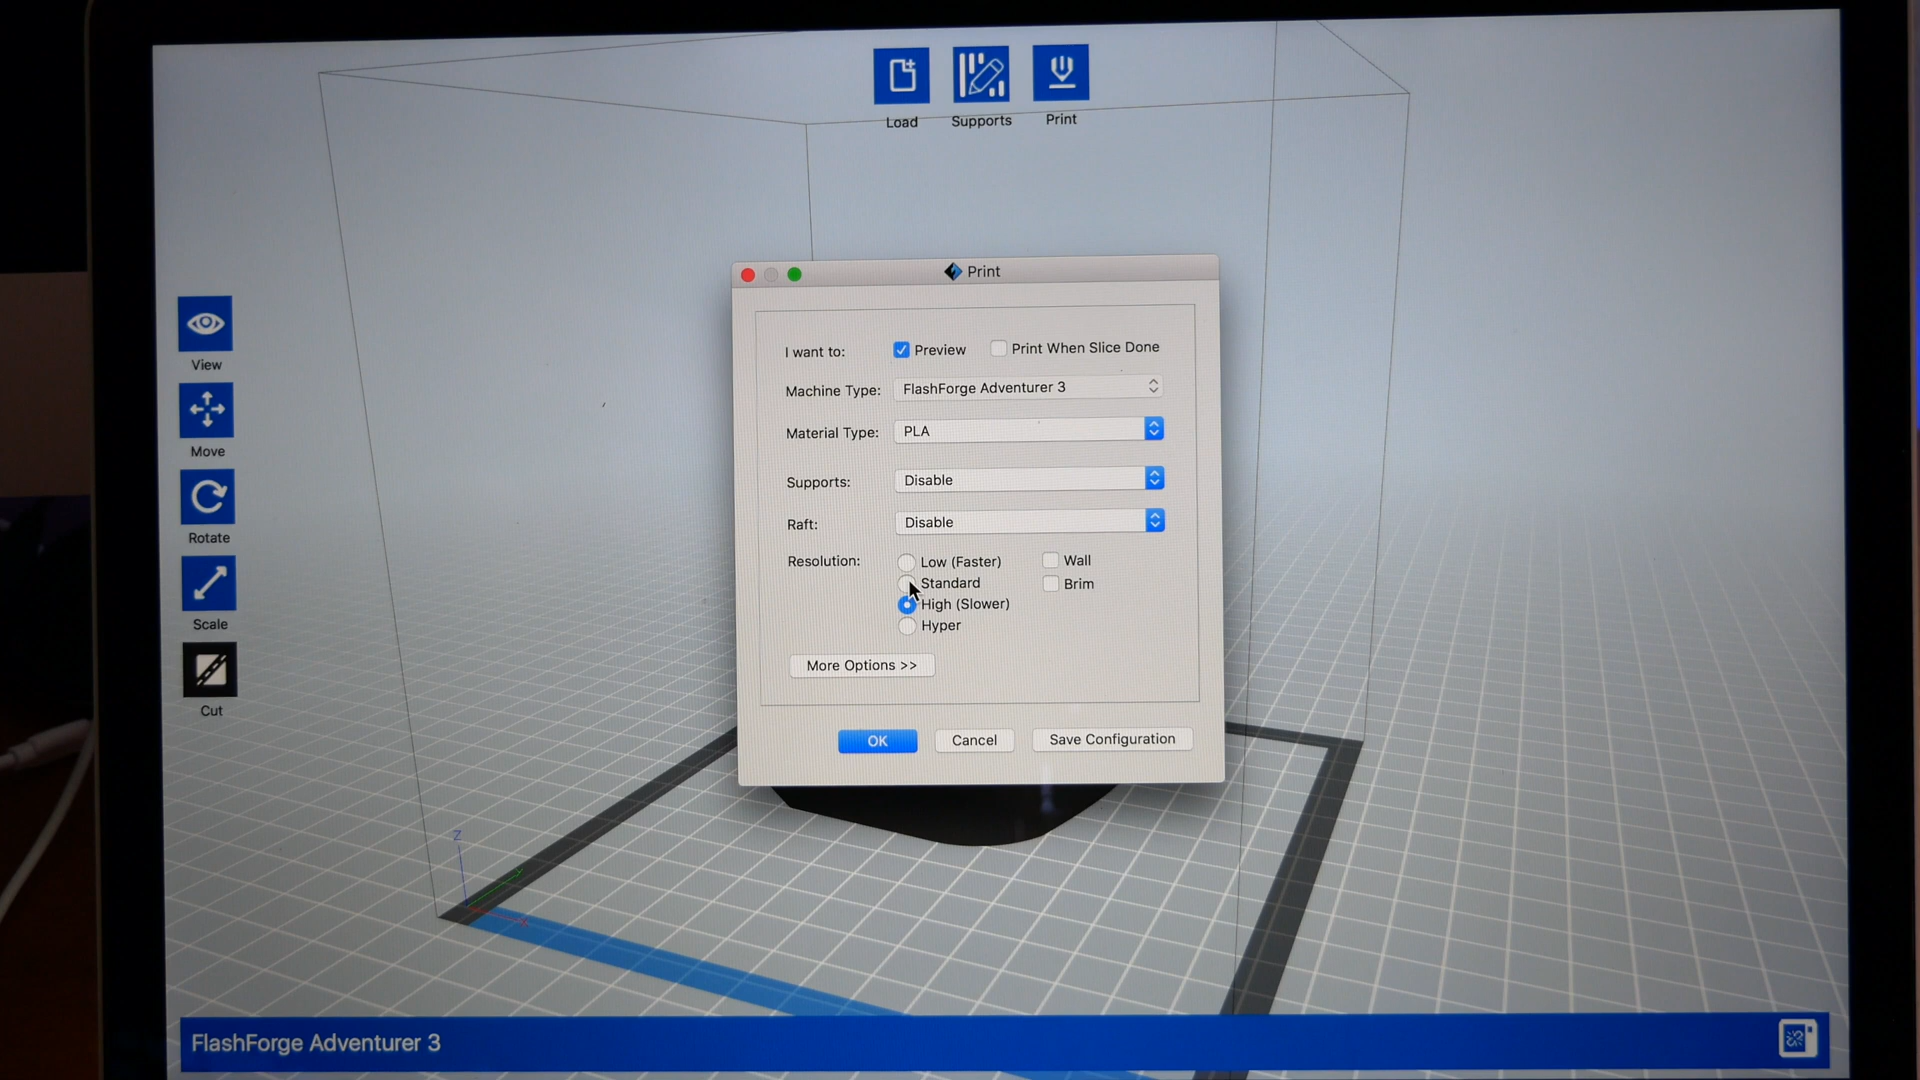 Load
Supports
Print
View
Move
Rotate
Scale
Cut
Print
I want to: Preview Print When Slice Done
Machine Type: FlashForge Adventurer 3
Material Type: PLA
Supports: Disable
Raft: Disable
Resolution: Low (Faster) Wall
Standard Brim
High (Slower)
Hyper
More Options >>
OK Cancel Save Configuration
Z
FlashForge Adventurer 3